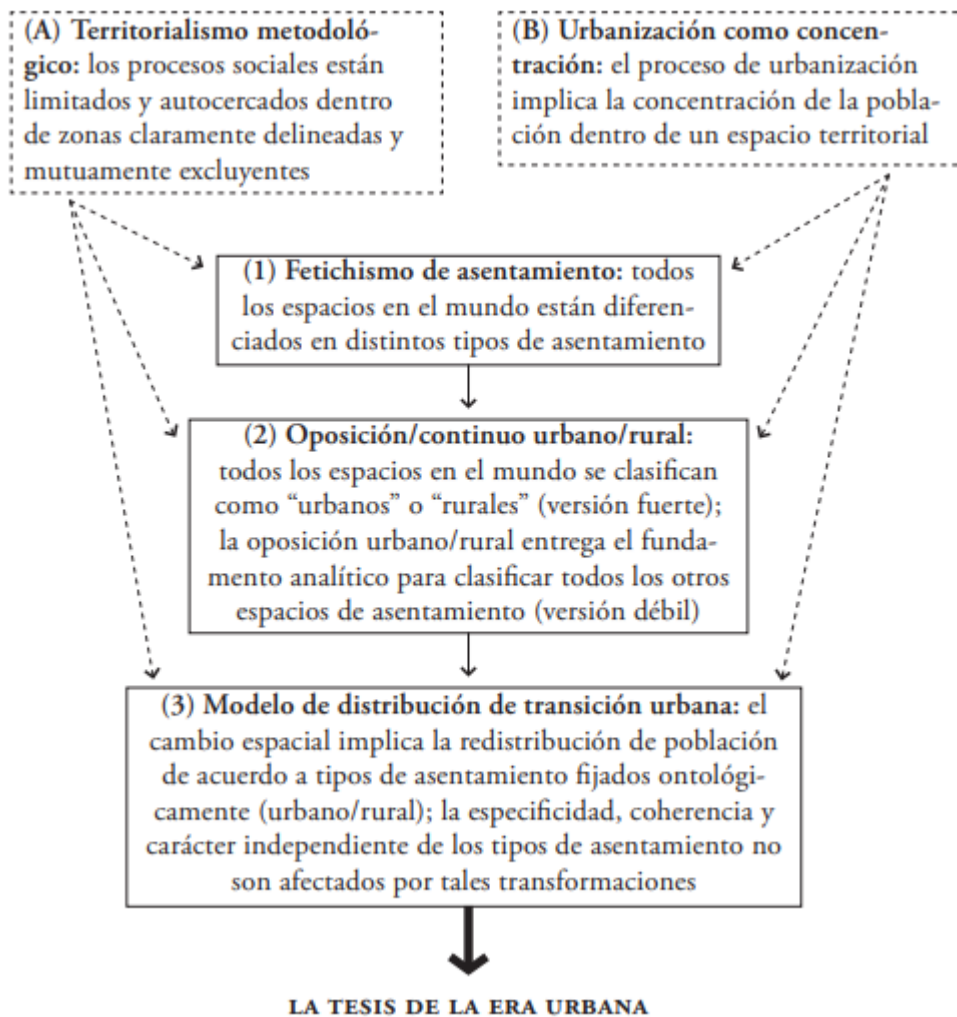 (A) Territorialismo metodoló-
gico: los procesos sociales están
limitados y autocercados dentro
de zonas claramente delineadas y
mutuamente excluyentes
(B) Urbanización como concen-
tración: el proceso de urbanización
implica la concentración de la pobla-
ción dentro de un espacio territorial
(1) Fetichismo de asentamiento: todos
los espacios en el mundo están diferen-
ciados en distintos tipos de asentamiento
(2) Oposición/continuo urbano/rural:
todos los espacios en el mundo se clasifican
como “urbanos” o “rurales” (versión fuerte);
la oposición urbano/rural entrega el funda-
mento analítico para clasificar todos los otros
espacios de asentamiento (versión débil)
(3) Modelo de distribución de transición urbana: el
cambio espacial implica la redistribución de población
de acuerdo a tipos de asentamiento fijados ontológi-
camente (urbano/rural); la especificidad, coherencia y
carácter independiente de los tipos de asentamiento no
son afectados por tales transformaciones
LA TESIS DE LA ERA URBANA